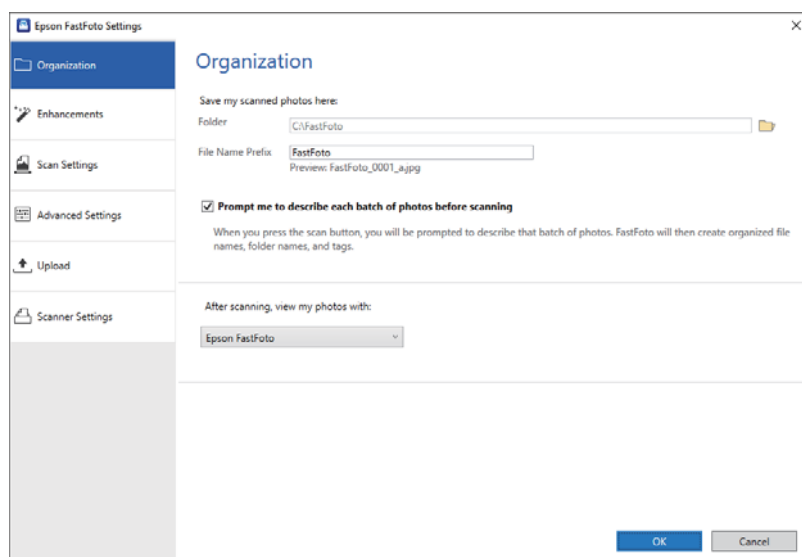 Epson FastFoto Settings
Organization
Enhancements
Scan Settings
Advanced Settings
Upload
Scanner Settings
Organization
Save my scanned photos here:
Folder
C:\FastFoto
File Name Prefix
FastFoto
Preview: FastFoto_0001_a.jpg
Prompt me to describe each batch of photos before scanning
When you press the scan button, you will be prompted to describe that batch of photos. FastFoto will then create organized file
names, folder names, and tags.
After scanning, view my photos with:
Epson FastFoto
OK
Cancel